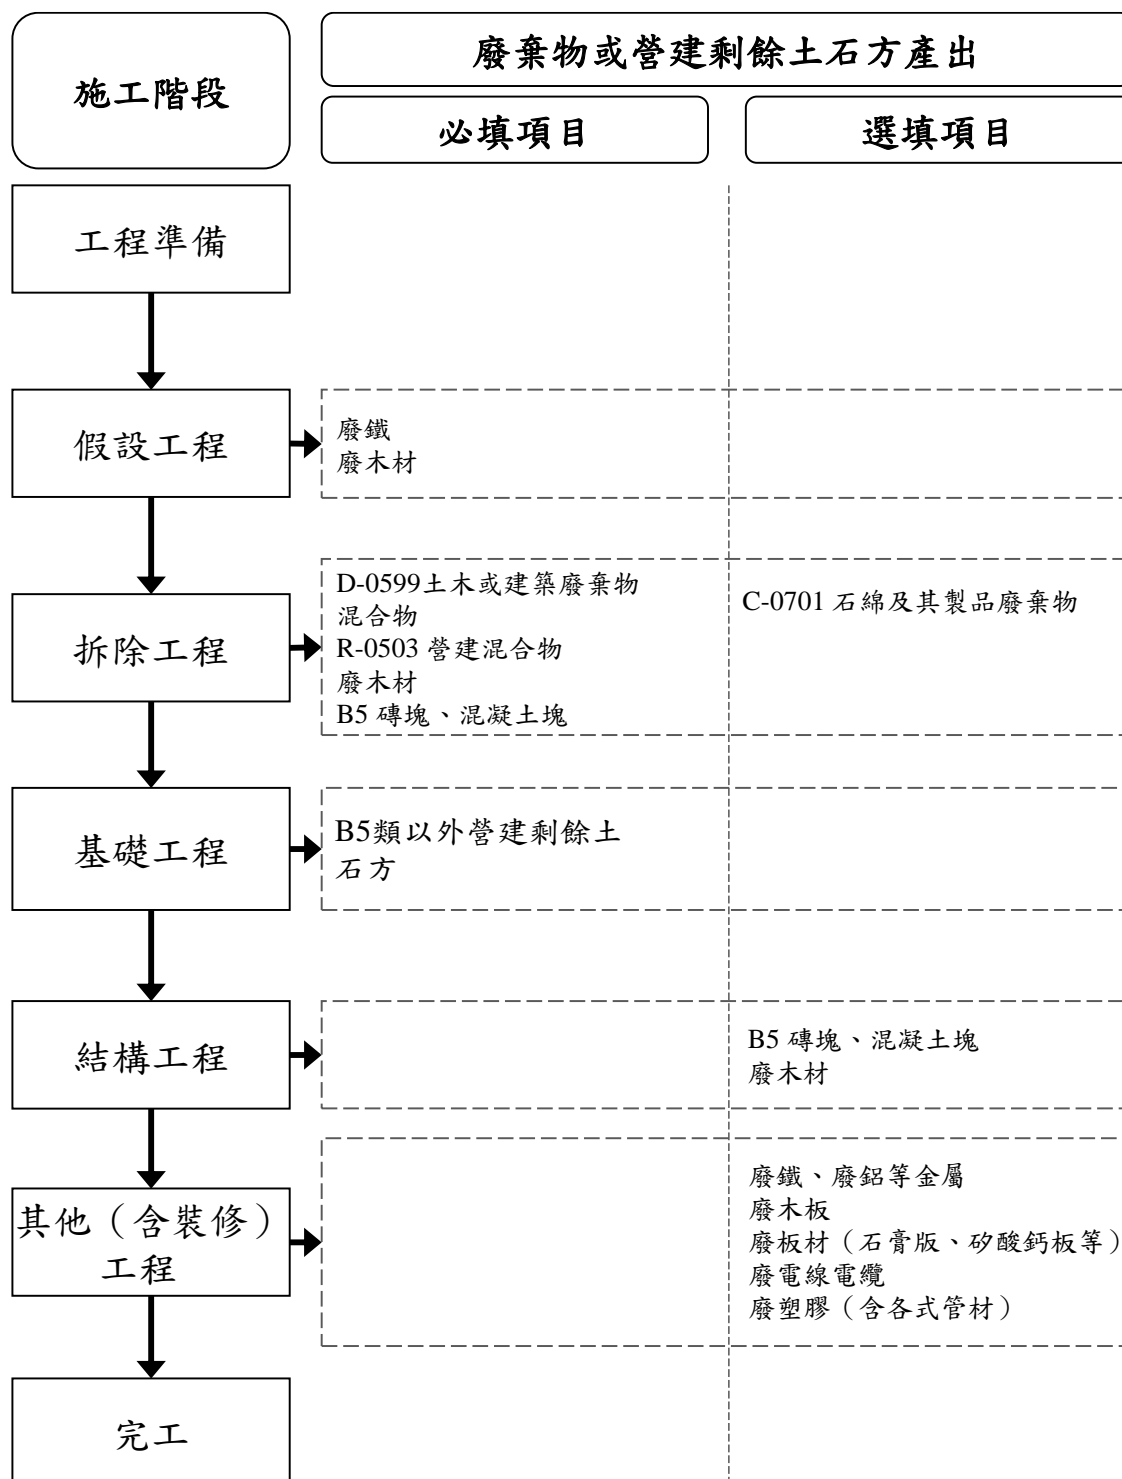 施工階段
廢棄物或營建剩餘土石方產出
必填項目
選填項目
工程準備
假設工程
廢鐵
廢木材
拆除工程
D-0599土木或建築廢棄物
混合物
R-0503 營建混合物
廢木材
B5 磚塊、混凝土塊
C-0701 石綿及其製品廢棄物
基礎工程
B5類以外營建剩餘土
石方
結構工程
B5 磚塊、混凝土塊
廢木材
其他（含裝修）
工程
廢鐵、廢鋁等金屬
廢木板
廢板材（石膏版、矽酸鈣板等）
廢電線電纜
廢塑膠（含各式管材）
完工